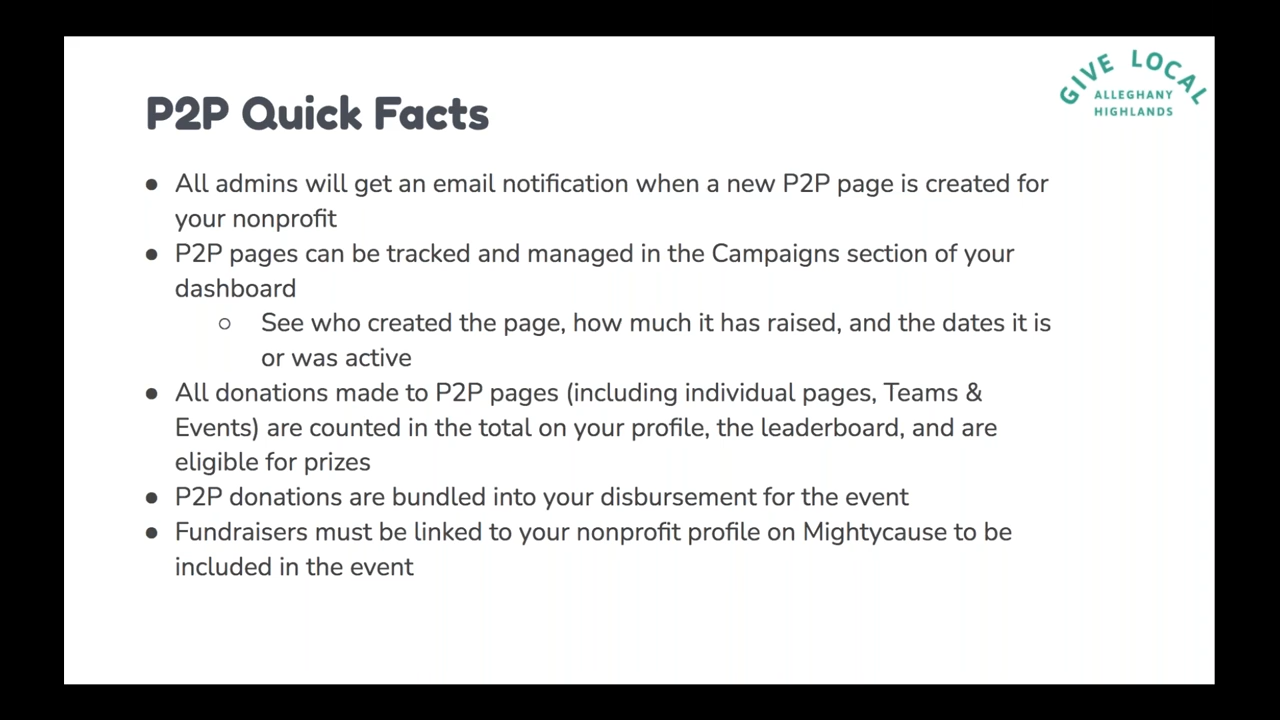 GIVE LOCAL
ALLEGHANY
HIGHLANDS
P2P Quick Facts
● All admins will get an email notification when a new P2P page is created for
your nonprofit
● P2P pages can be tracked and managed in the Campaigns section of your
dashboard
○ See who created the page, how much it has raised, and the dates it is
or was active
● All donations made to P2P pages (including individual pages, Teams &
Events) are counted in the total on your profile, the leaderboard, and are
eligible for prizes
● P2P donations are bundled into your disbursement for the event
● Fundraisers must be linked to your nonprofit profile on Mightycause to be
included in the event